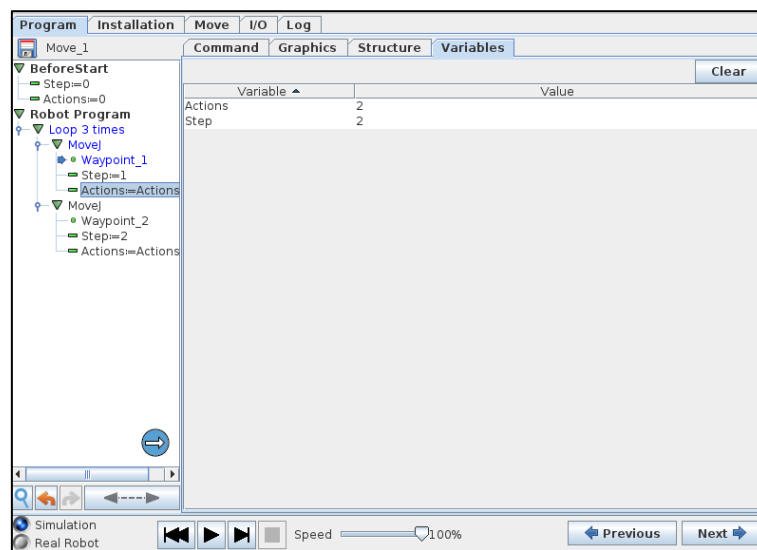 Program Installation Move I/O Log
Move_1
Command Graphics Structure Variables
Clear
BeforeStart
Step:=0
Actions:=0
Robot Program
Loop 3 times
MoveJ
Waypoint_1
Step:=1
Actions:=Actions
MoveJ
Waypoint_2
Step:=2
Actions:=Actions
Variable Value
Actions 2
Step 2
Simulation
Real Robot
Speed 100%
Previous Next